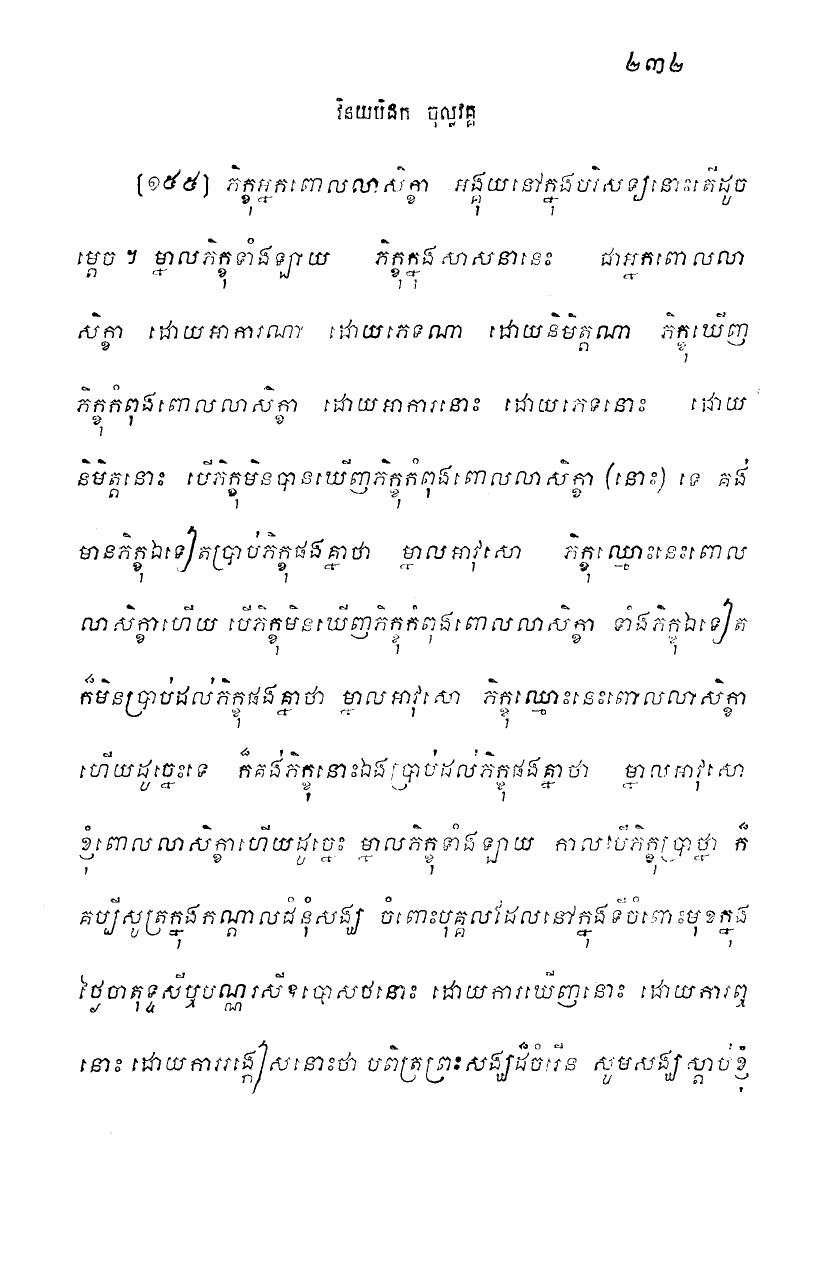 ២៣២
វិនយបិដក ចុល្លវគ្គ
[១៥៥] ភិក្ខុអ្នកពោលលាសិក្ខា អង្គុយនៅក្នុងបរិសទ្យនោះតើដូច
ម្តេច ។ ម្នាលភិក្ខុទាំងឡាយ ភិក្ខុក្នុងសាសនានេះ ជាអ្នកពោលលា
សិក្ខា ដោយអាការណា ដោយភេទណា ដោយនិមិត្តណា ភិក្ខុឃើញ
ភិក្ខុកំពុងពោលលាសិក្ខា ដោយអាការនោះ ដោយភេទនោះ ដោយ
និមិត្តនោះ បើភិក្ខុមិនបានឃើញភិក្ខុកំពុងពោលលាសិក្ខា (នោះ) ទេ គង់
មានភិក្ខុឯទៀតប្រាប់ភិក្ខុផងគ្នាថា ម្នាលអាវុសោ ភិក្ខុឈ្មោះនេះពោល
លាសិក្ខាហើយ បើភិក្ខុមិនឃើញភិក្ខុកំពុងពោលលាសិក្ខា ទាំងភិក្ខុឯទៀត
ក៏មិនប្រាប់ដល់ភិក្ខុផងគ្នាថា ម្នាលអាវុសោ ភិក្ខុឈ្មោះនេះពោលលាសិក្ខា
ហើយដូច្នេះទេ ក៏គង់ភិក្ខុនោះឯងប្រាប់ដល់ភិក្ខុផងគ្នាថា ម្នាលអាវុសោ
ខ្ញុំពោលលាសិក្ខាហើយដូច្នេះ ម្នាលភិក្ខុទាំងឡាយ កាលបើភិក្ខុប្រាថ្នា ក៏
គប្បីសូត្រក្នុងកណ្តាលជំនុំសង្ឃ ចំពោះបុគ្គលដែលនៅក្នុងទីចំពោះមុខក្នុង
ថ្ងៃចាតុទ្ទសីឬបណ្ណរសីឧបោសថនោះ ដោយការឃើញនោះ ដោយការឮ
នោះ ដោយការរង្កៀសនោះថា បពិត្រព្រះសង្ឃដ៏ចំរើន សូមសង្ឃស្តាប់ខ្ញុំ